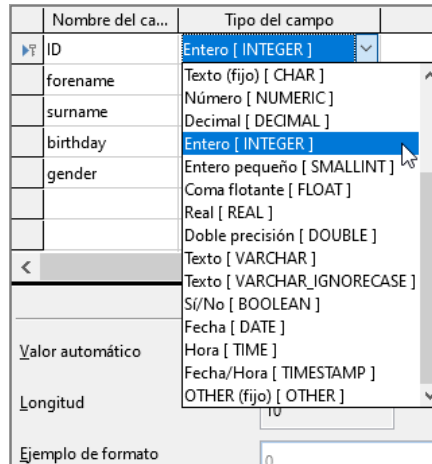 Nombre del ca... Tipo del campo
ID Entero [ INTEGER ]
forename Texto (fijo) [ CHAR ]
Número [ NUMERIC ]
surname Decimal [ DECIMAL ]
birthday Entero [ INTEGER ]
gender Entero pequeño [ SMALLINT ]
Coma flotante [ FLOAT ]
Real [ REAL ]
Doble precisión [ DOUBLE ]
Texto [ VARCHAR ]
Texto [ VARCHAR_IGNORECASE ]
Sí/No [ BOOLEAN ]
Fecha [ DATE ]
Valor automático Hora [ TIME ]
Fecha/Hora [ TIMESTAMP ]
Longitud OTHER (fijo) [ OTHER ]
10
Ejemplo de formato 0